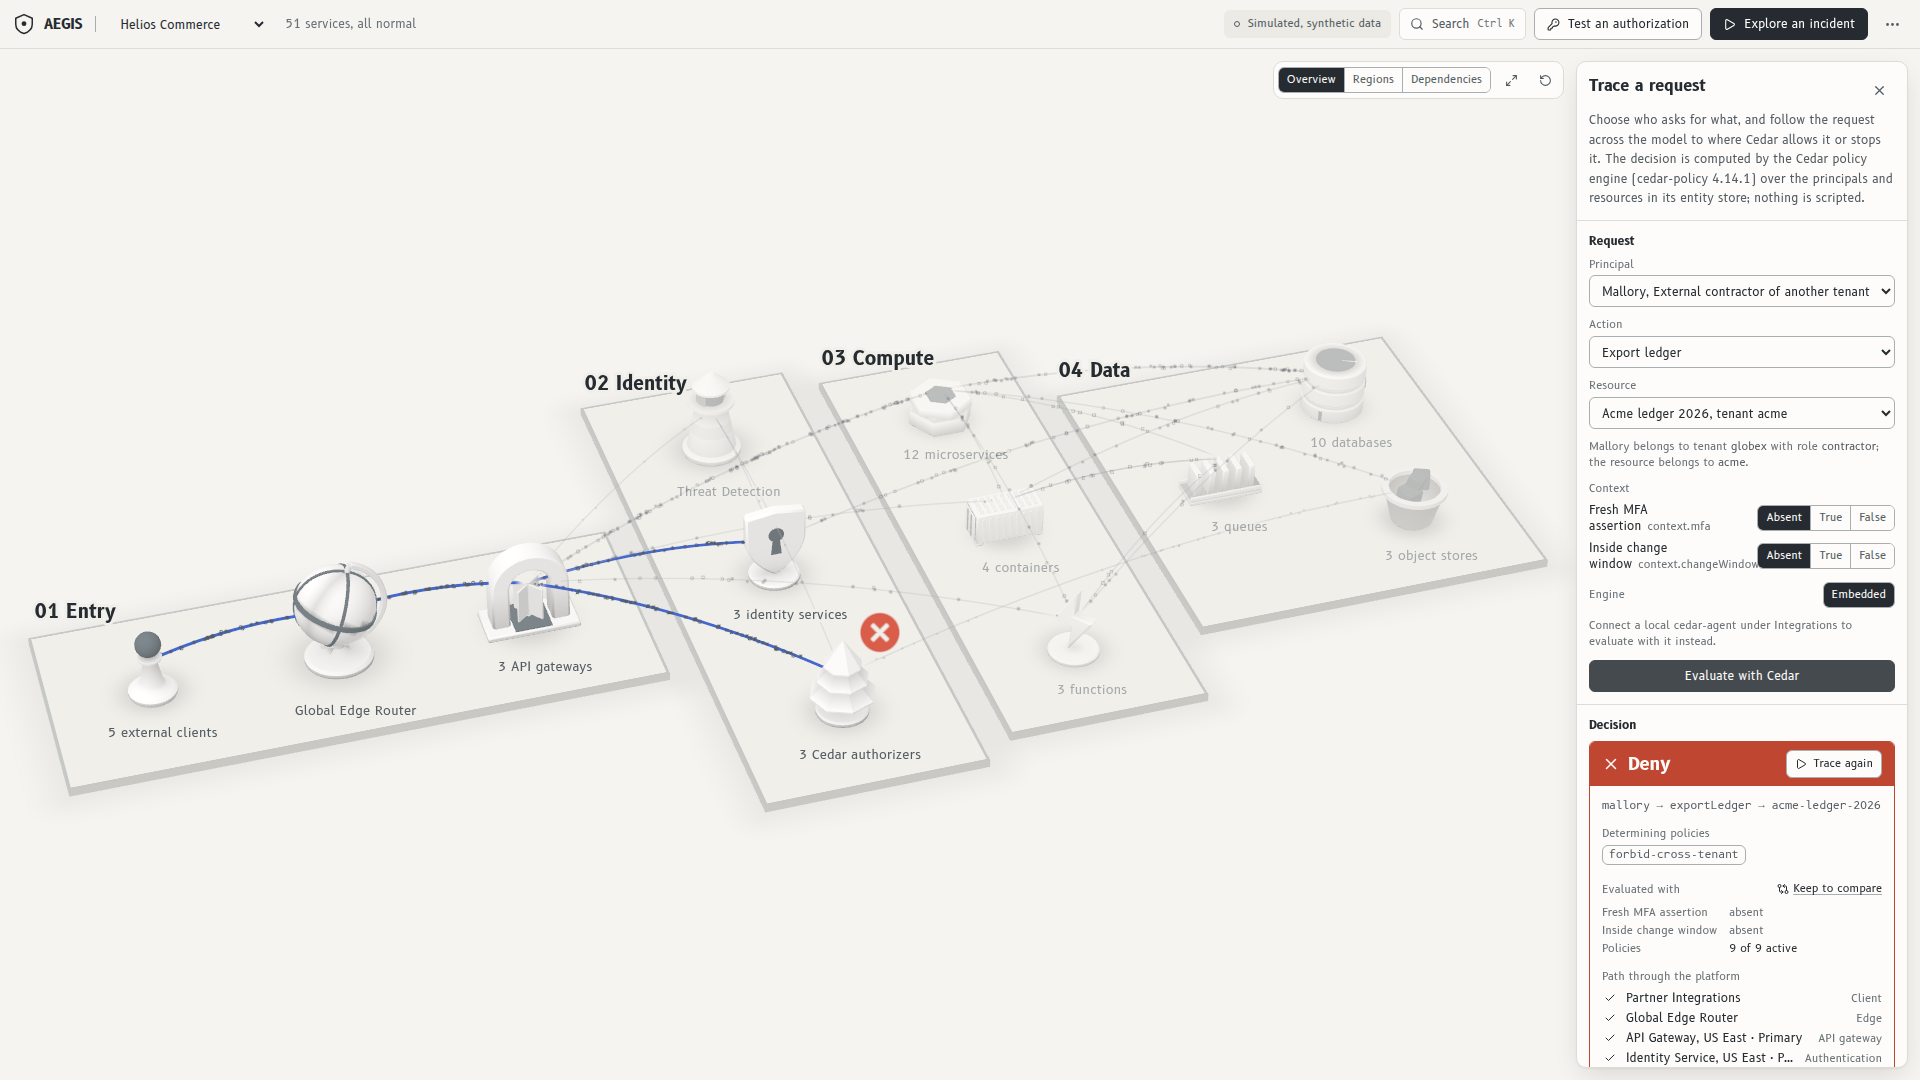 AEGIS
Helios Commerce
51 services, all normal
Simulated, synthetic data
Search Ctrl K
Test an authorization
Explore an incident
Overview
Regions
Dependencies
01 Entry
5 external clients
Global Edge Router
3 API gateways
02 Identity
Threat Detection
3 identity services
3 Cedar authorizers
03 Compute
12 microservices
4 containers
3 functions
04 Data
10 databases
3 queues
3 object stores
Trace a request
Choose who asks for what, and follow the request
across the model to where Cedar allows it or stops
it. The decision is computed by the Cedar policy
engine [cedar-policy 4.14.1] over the principals and
resources in its entity store; nothing is scripted.
Request
Principal
Mallory, External contractor of another tenant
Action
Export ledger
Resource
Acme ledger 2026, tenant acme
Mallory belongs to tenant globex with role contractor;
the resource belongs to acme.
Context
Fresh MFA
assertion context.mfa
Absent True False
Inside change
window context.changeWindow
Absent True False
Engine
Embedded
Connect a local cedar-agent under Integrations to
evaluate with it instead.
Evaluate with Cedar
Decision
Deny
Trace again
mallory → exportLedger → acme-ledger-2026
Determining policies
forbid-cross-tenant
Evaluated with
Keep to compare
Fresh MFA assertion absent
Inside change window absent
Policies 9 of 9 active
Path through the platform
Partner Integrations Client
Global Edge Router Edge
API Gateway, US East · Primary API gateway
Identity Service, US East · P... Authentication